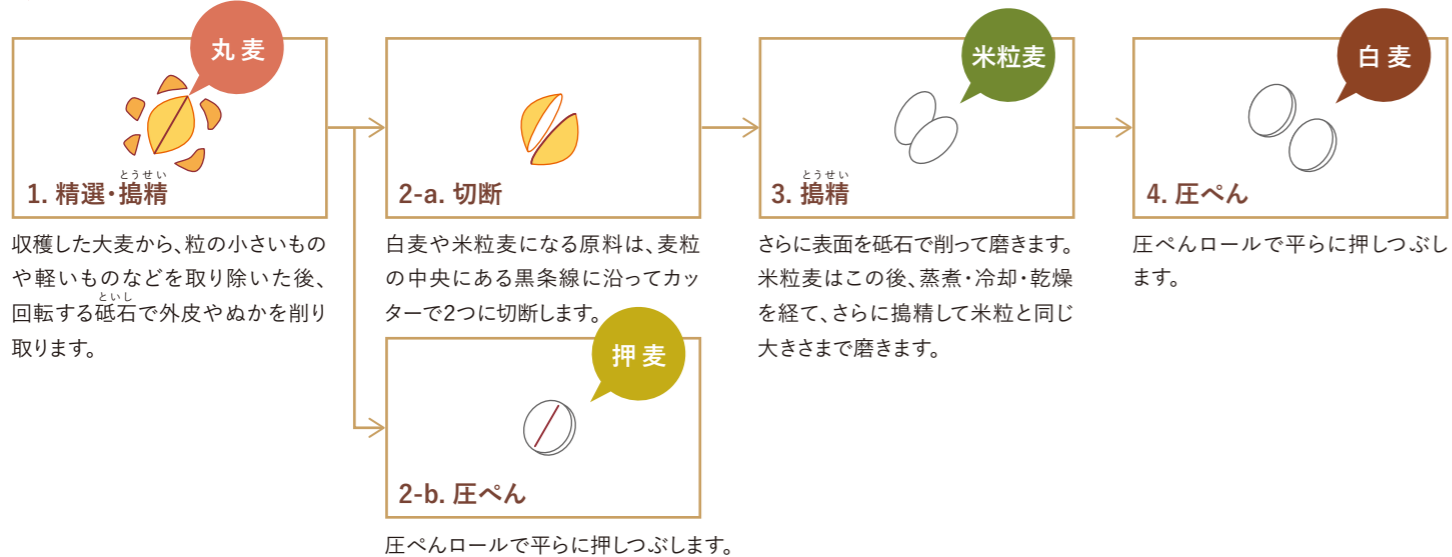 丸麦
1. 精選・搗精
とうせい
収穫した大麦から、粒の小さいもの
や軽いものなどを取り除いた後、
回転する砥石で外皮やぬかを削り
といし
取ります。
2-a. 切断
白麦や米粒麦になる原料は、麦粒
の中央にある黒条線に沿ってカッ
ターで2つに切断します。
押麦
2-b. 圧ぺん
圧ぺんロールで平らに押しつぶします。
米粒麦
3. 搗精
とうせい
さらに表面を砥石で削って磨きます。
米粒麦はこの後、蒸煮・冷却・乾燥
を経て、さらに搗精して米粒と同じ
大きさまで磨きます。
白麦
4. 圧ぺん
圧ぺんロールで平らに押しつぶし
ます。